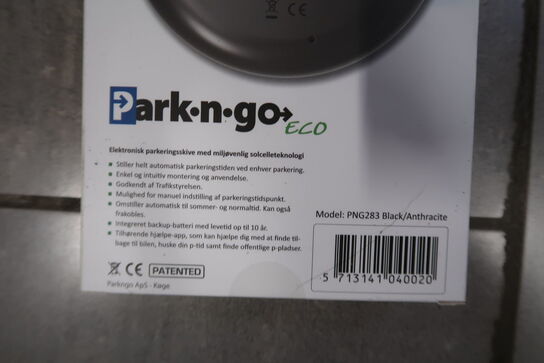 Park·n·go
ECO
Elektronisk parkeringsskive med miljøvenlig solcelleteknologi
• Stiller helt automatisk parkeringstiden ved enhver parkering.
• Enkel og intuitiv montering og anvendelse.
• Godkendt af Trafikstyrelsen.
• Mulighed for manuel indstilling af parkeringstidspunkt.
• Omstiller automatisk til sommer- og normaltid. Kan også
frakobles.
• Integreret backup-batteri med levetid op til 10 år.
• Tilhørende hjælpe-app, som kan hjælpe dig med at finde til-
bage til bilen, huske din p-tid samt finde offentlige p-pladser.
CE PATENTED
Parkngo ApS - Køge
Model: PNG283 Black/Anthracite
5 713141 040020
CE